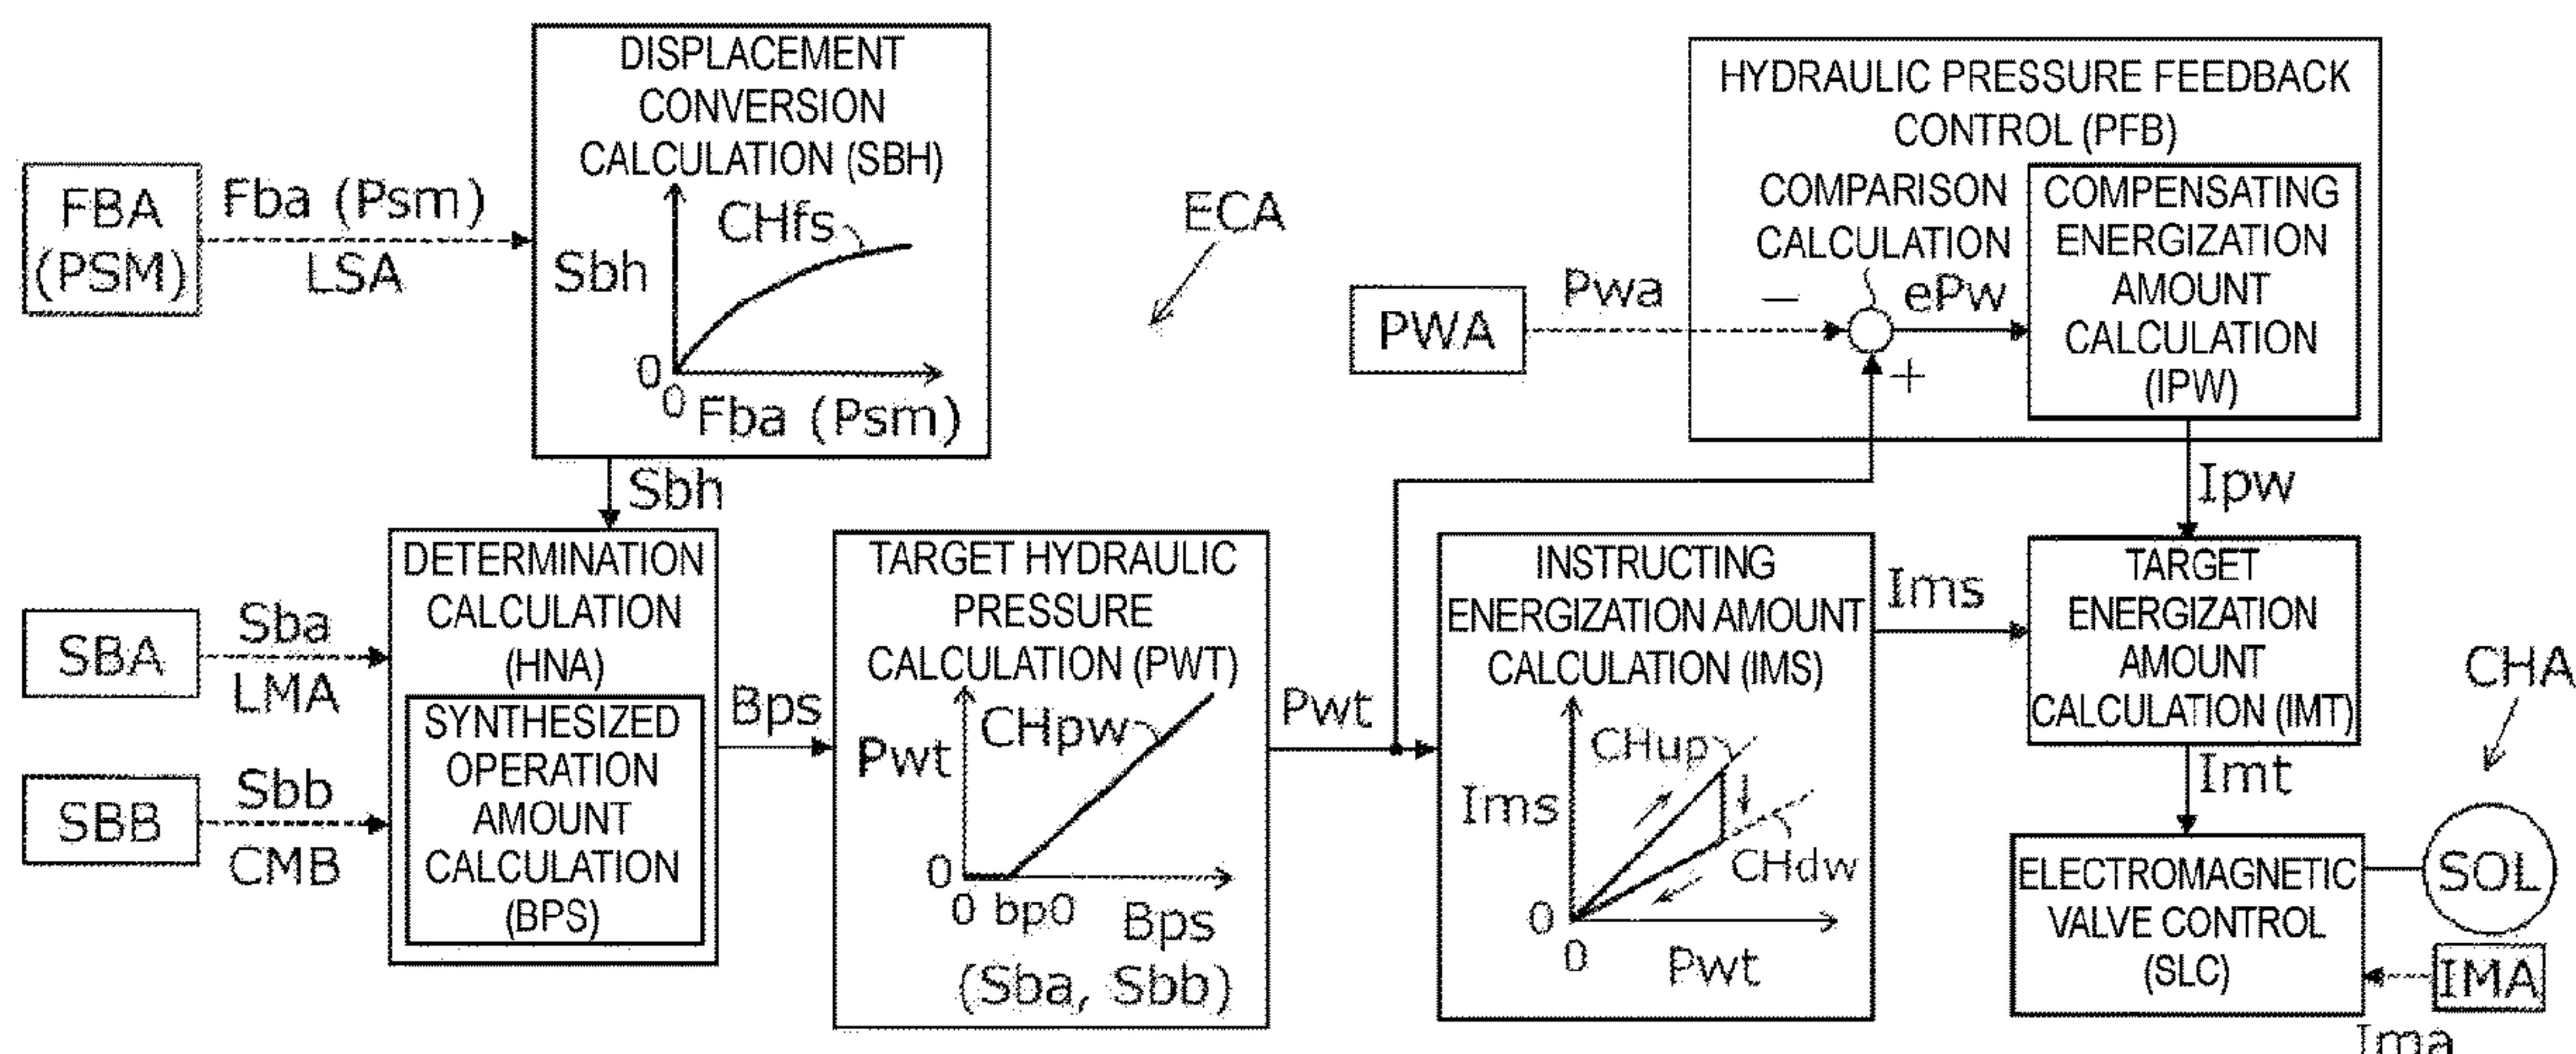 DISPLACEMENT
CONVERSION
CALCULATION (SBH)
CHfs
Sbh
0
0
Fba (Psm)
FBA
(PSM)
Fba (Psm)
LSA
ECA
HYDRAULIC PRESSURE FEEDBACK
CONTROL (PFB)
COMPARISON
CALCULATION
COMPENSATING
ENERGIZATION
AMOUNT
CALCULATION
(IPW)
PWA
Pwa
−
ePw
+
Sbh
Ipw
DETERMINATION
CALCULATION
(HNA)
SYNTHESIZED
OPERATION
AMOUNT
CALCULATION
(BPS)
SBA
Sba
LMA
SBB
Sbb
CMB
Bps
TARGET HYDRAULIC
PRESSURE
CALCULATION (PWT)
CHpw
Pwt
0
0 bp0
Bps
(Sba, Sbb)
Pwt
INSTRUCTING
ENERGIZATION AMOUNT
CALCULATION (IMS)
CHup
Ims
CHdw
0
0
Pwt
Ims
TARGET
ENERGIZATION
AMOUNT
CALCULATION (IMT)
Imt
CHA
ELECTROMAGNETIC
VALVE CONTROL
(SLC)
SOL
IMA
Ima